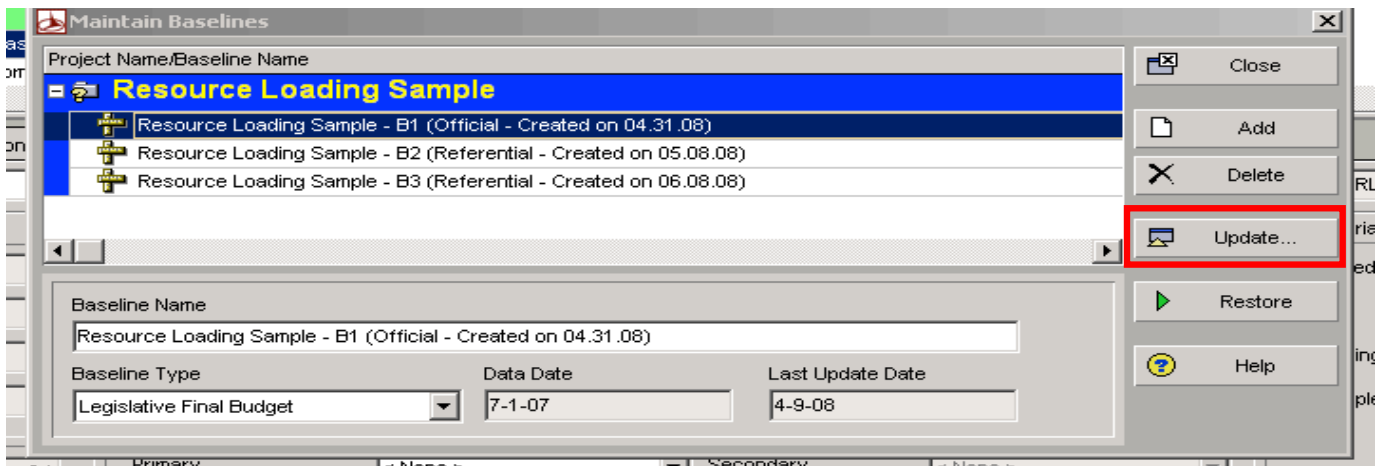 Maintain Baselines
Project Name/Baseline Name
Resource Loading Sample
Resource Loading Sample - B1 (Official - Created on 04.31.08)
Resource Loading Sample - B2 (Referential - Created on 05.08.08)
Resource Loading Sample - B3 (Referential - Created on 06.08.08)
Close
Add
Delete
Update...
Restore
Help
Baseline Name
Resource Loading Sample - B1 (Official - Created on 04.31.08)
Baseline Type Data Date Last Update Date
Legislative Final Budget 7-1-07 4-9-08
Primary < None > Secondary < None >